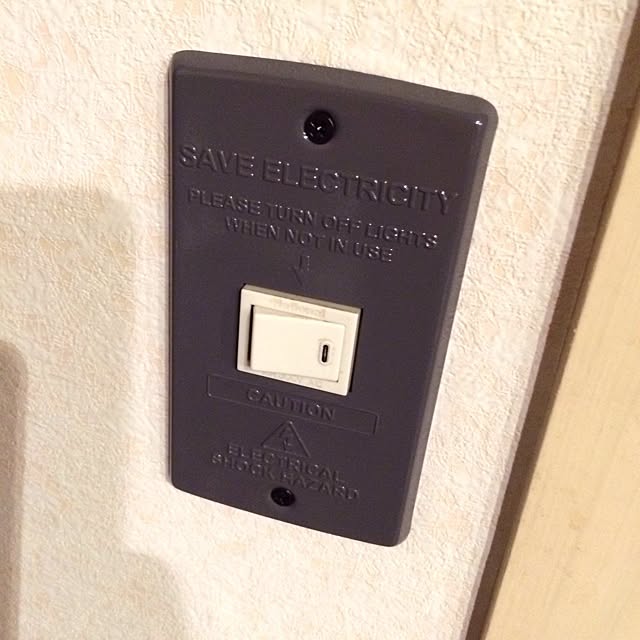 SAVE ELECTRICITY
PLEASE TURN OFF LIGHTS
WHEN NOT IN USE
CAUTION
ELECTRICAL
SHOCK HAZARD